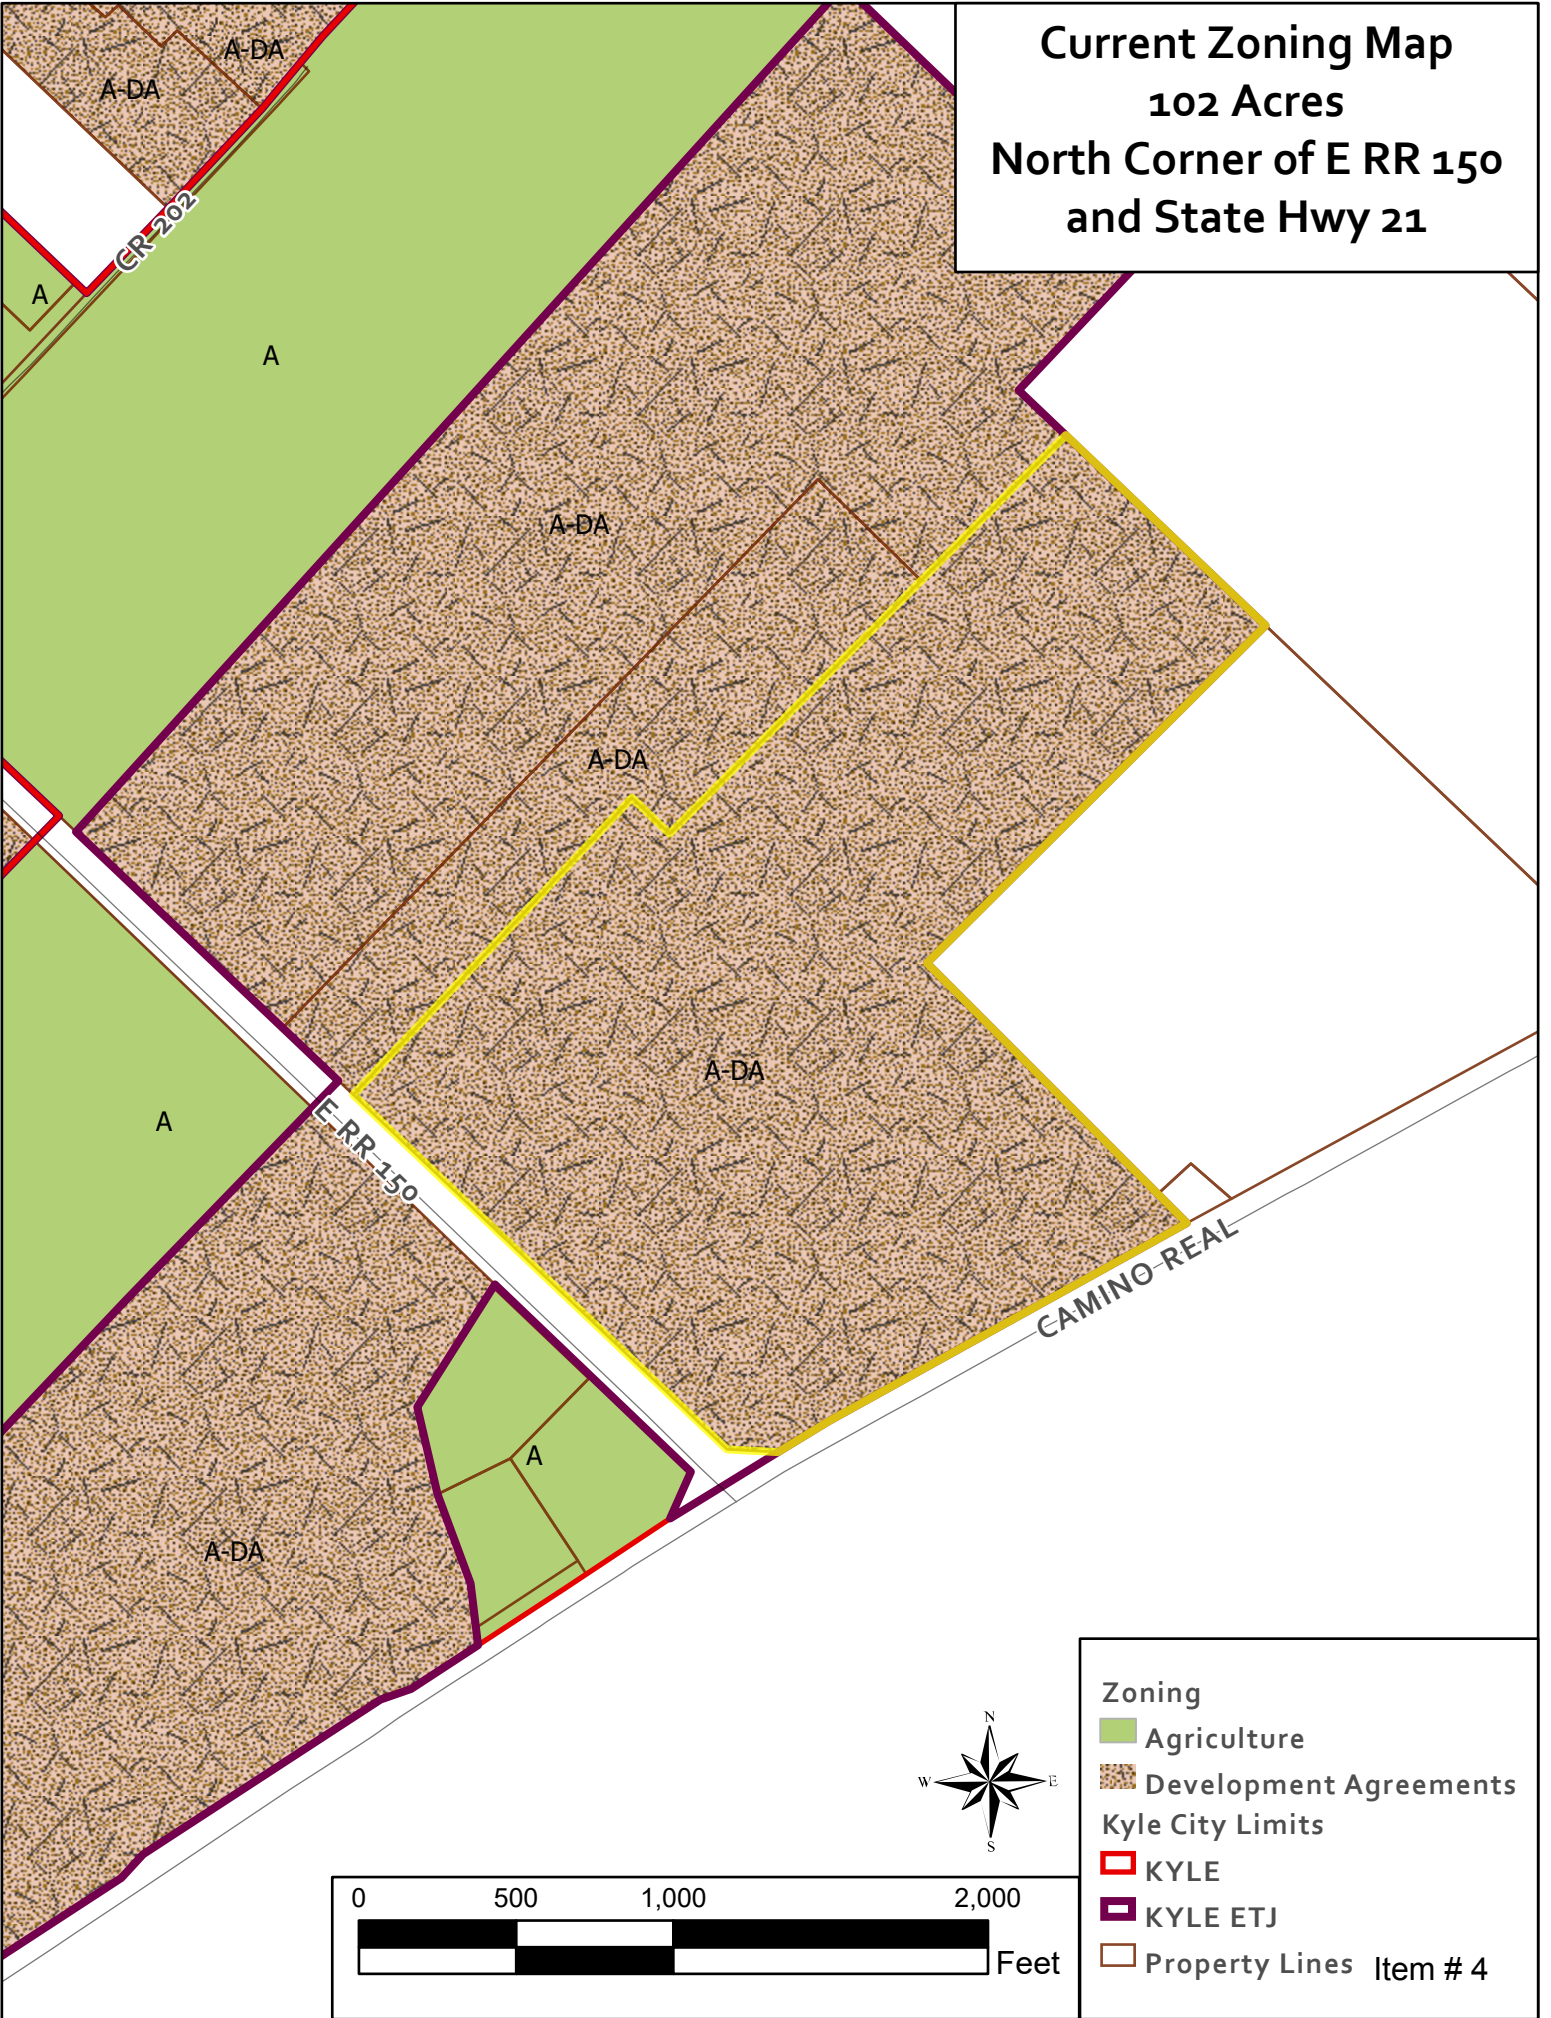 Current Zoning Map
102 Acres
North Corner of E RR 150
and State Hwy 21
A-DA
A-DA
CR 202
A
A
A-DA
A-DA
A-DA
A
E RR 150
CAMINO REAL
A
A-DA
N
W
E
S
0 500 1,000 2,000
Feet
Zoning
Agriculture
Development Agreements
Kyle City Limits
KYLE
KYLE ETJ
Property Lines
Item # 4